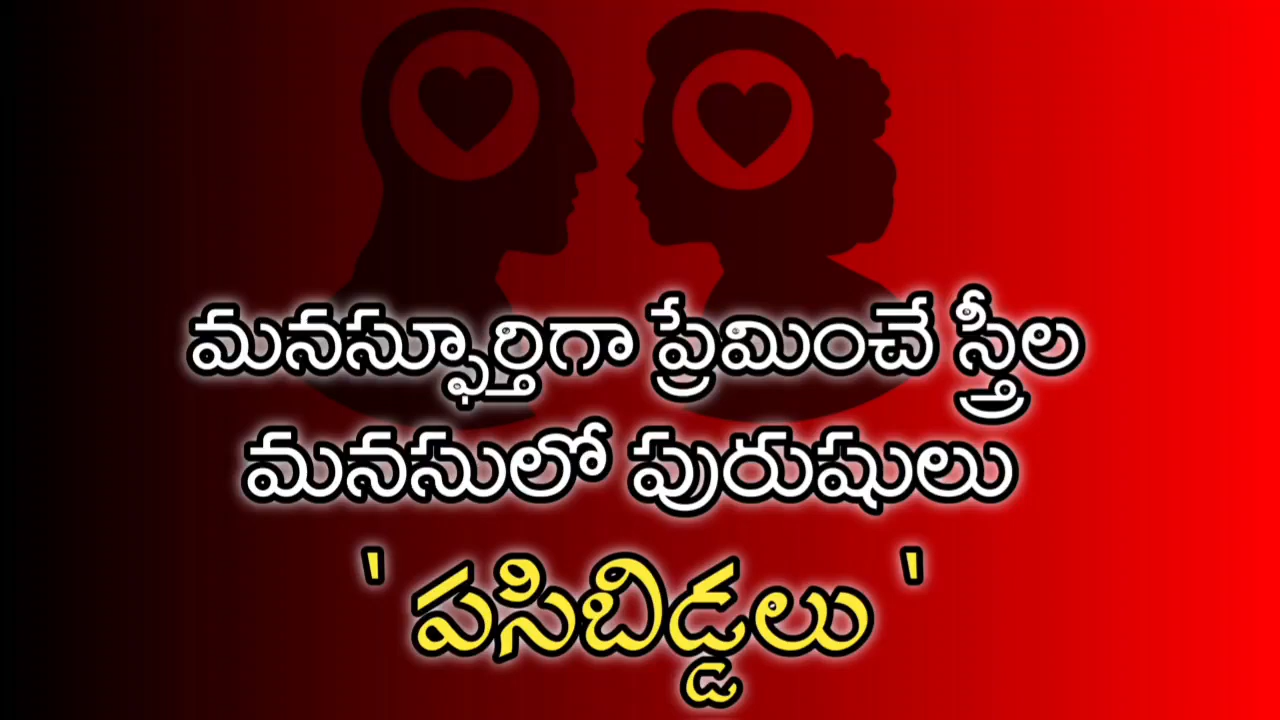 మనస్ఫూర్తిగా ప్రేమించే స్త్రీల
మనసులో పురుషులు
' పసిబిడ్డలు '